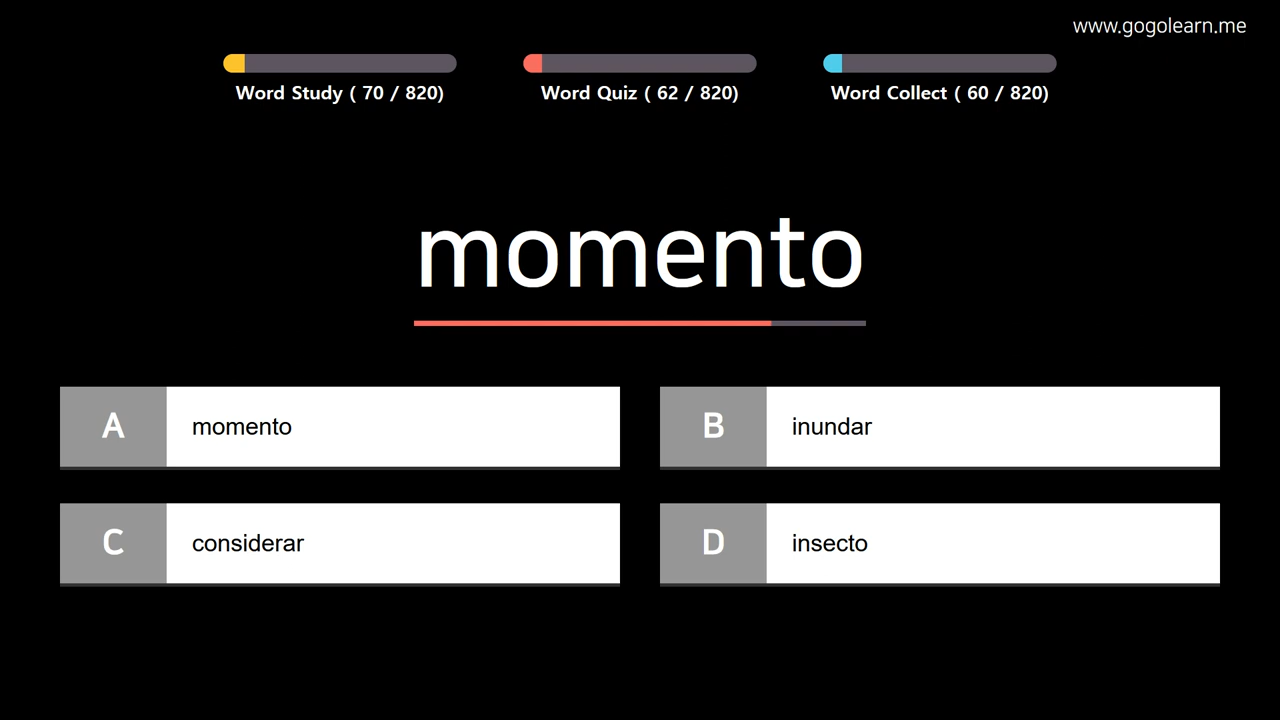 www.gogolearn.me
Word Study ( 70 / 820)
Word Quiz ( 62 / 820)
Word Collect ( 60 / 820)
momento
A momento
B inundar
C considerar
D insecto